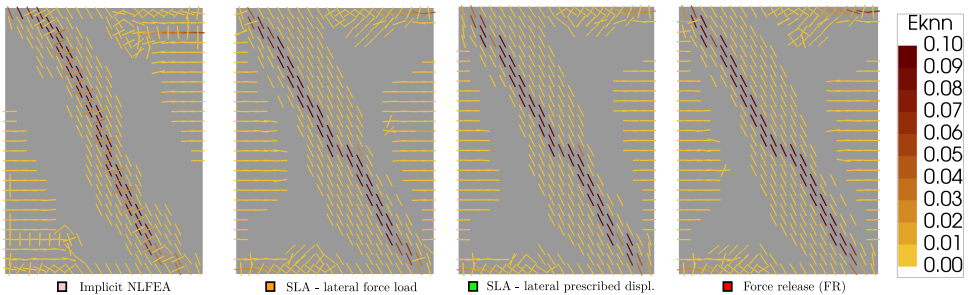 Eknn
0.10
0.09
0.08
0.07
0.06
0.05
0.04
0.03
0.02
0.01
0.00
Implicit NLFEA
SLA - lateral force load
SLA - lateral prescribed displ.
Force release (FR)